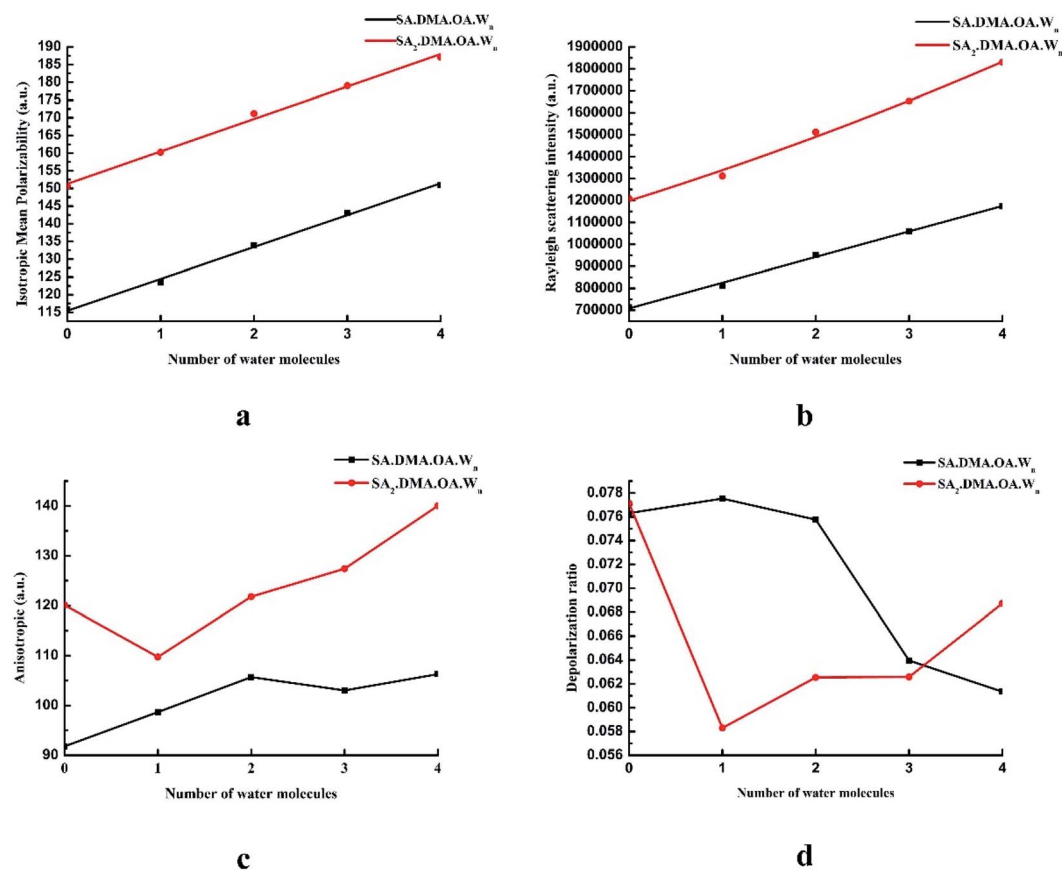 SA.DMA.OA.Wn
SA2.DMA.OA.Wn
190
185
180
175
170
165
160
155
150
145
140
135
130
125
120
115
Isotropic Mean Polarizability (a.u.)
0 1 2 3 4
Number of water molecules
a
SA.DMA.OA.Wn
SA2.DMA.OA.Wn
1900000
1800000
1700000
1600000
1500000
1400000
1300000
1200000
1100000
1000000
900000
800000
700000
Rayleigh scattering intensity (a.u.)
0 1 2 3 4
Number of water molecules
b
SA.DMA.OA.Wn
SA2.DMA.OA.Wn
140
130
120
110
100
90
Anisotropic (a.u.)
0 1 2 3 4
Number of water molecules
c
SA.DMA.OA.Wn
SA2.DMA.OA.Wn
0.078
0.076
0.074
0.072
0.070
0.068
0.066
0.064
0.062
0.060
0.058
0.056
Depolarization ratio
0 1 2 3 4
Number of water molecules
d